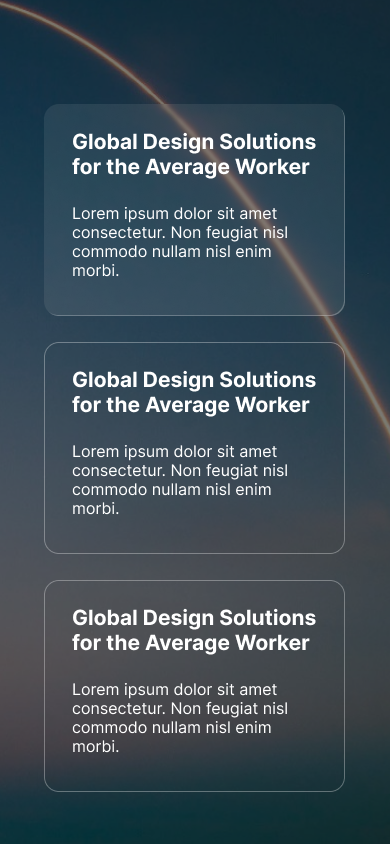 Global Design Solutions
for the Average Worker
Lorem ipsum dolor sit amet
consectetur. Non feugiat nisl
commodo nullam nisl enim
morbi.
Global Design Solutions
for the Average Worker
Lorem ipsum dolor sit amet
consectetur. Non feugiat nisl
commodo nullam nisl enim
morbi.
Global Design Solutions
for the Average Worker
Lorem ipsum dolor sit amet
consectetur. Non feugiat nisl
commodo nullam nisl enim
morbi.